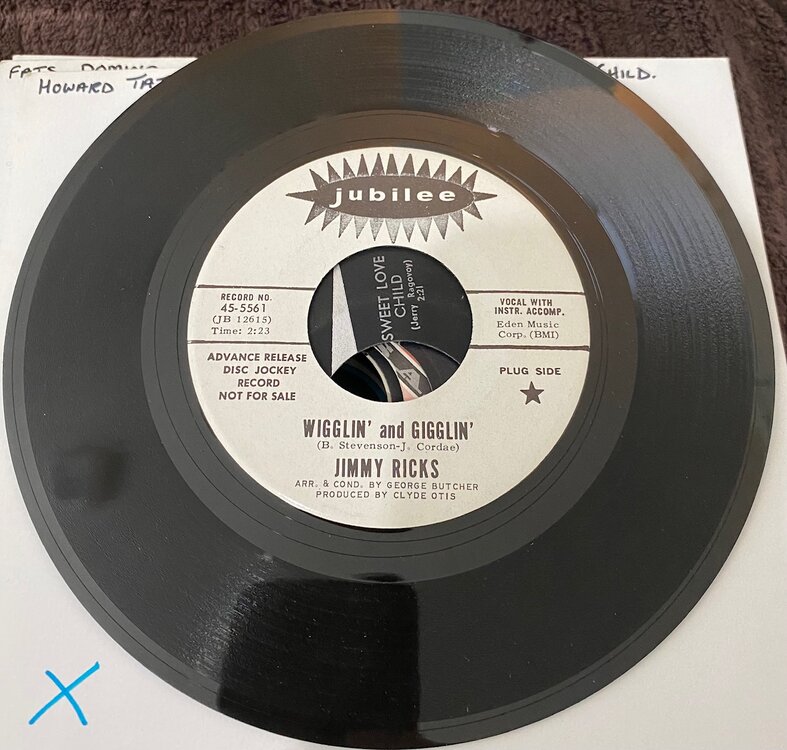 FATS DOMINO
CHILD.
HOWARD
jubilee
RECORD NO.
45-5561
(JB 12615)
Time: 2:23
VOCAL WITH
INSTR. ACCOMP.
Eden Music
Corp. (BMI)
SWEET LOVE
CHILD
(Jerry Ragovoy)
2:21
ADVANCE RELEASE
DISC JOCKEY
RECORD
NOT FOR SALE
PLUG SIDE
WIGGLIN' and GIGGLIN'
(B. Stevenson-J. Cordae)
JIMMY RICKS
ARR. & COND. BY GEORGE BUTCHER
PRODUCED BY CLYDE OTIS
X